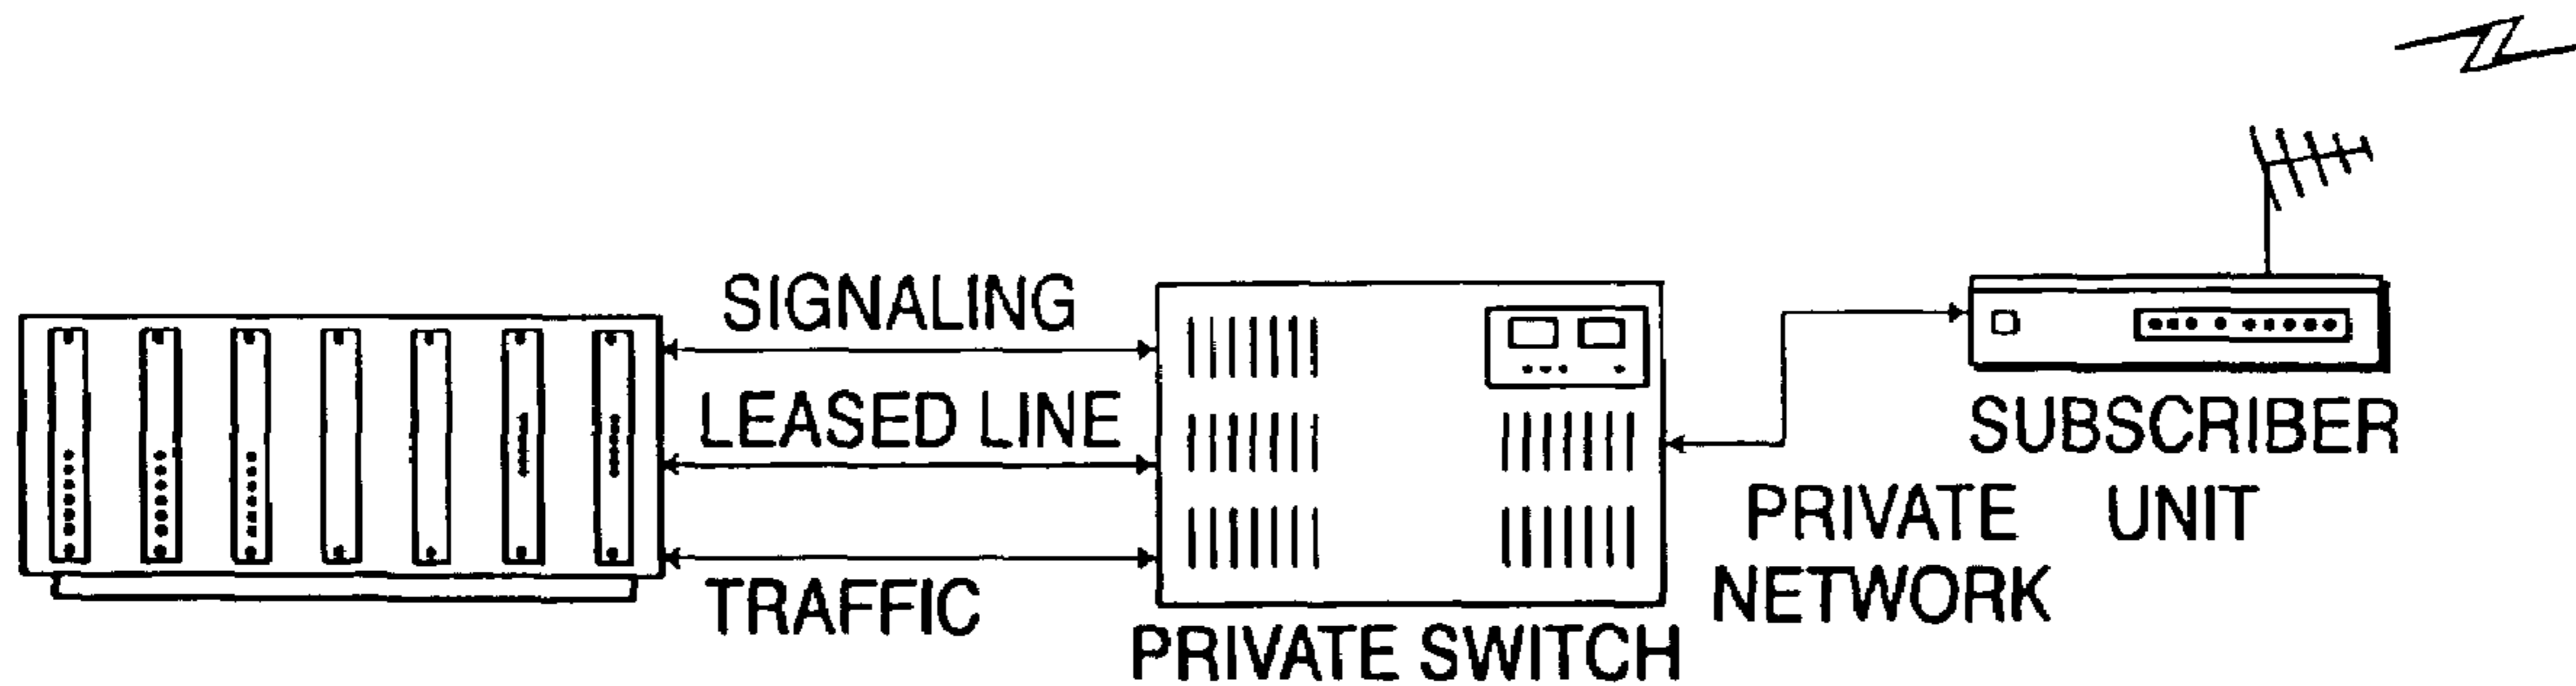 SIGNALING
LEASED LINE
TRAFFIC
PRIVATE SWITCH
PRIVATE
NETWORK
SUBSCRIBER
UNIT